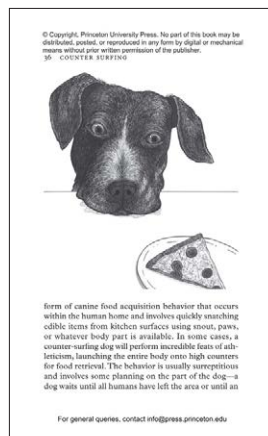 © Copyright, Princeton University Press. No part of this book may be
distributed, posted, or reproduced in any form by digital or mechanical
means without prior written permission of the publisher.
36 COUNTER SURFING
form of canine food acquisition behavior that occurs
within the human home and involves quickly snatching
edible items from kitchen surfaces using snout, paws,
or whatever body part is available. In some cases, a
counter-surfing dog will perform incredible feats of ath-
leticism, launching the entire body onto high counters
for food retrieval. The behavior is usually surreptitious
and involves some planning on the part of the dog—a
dog waits until all humans have left the area or until an
For general queries, contact info@press.princeton.edu